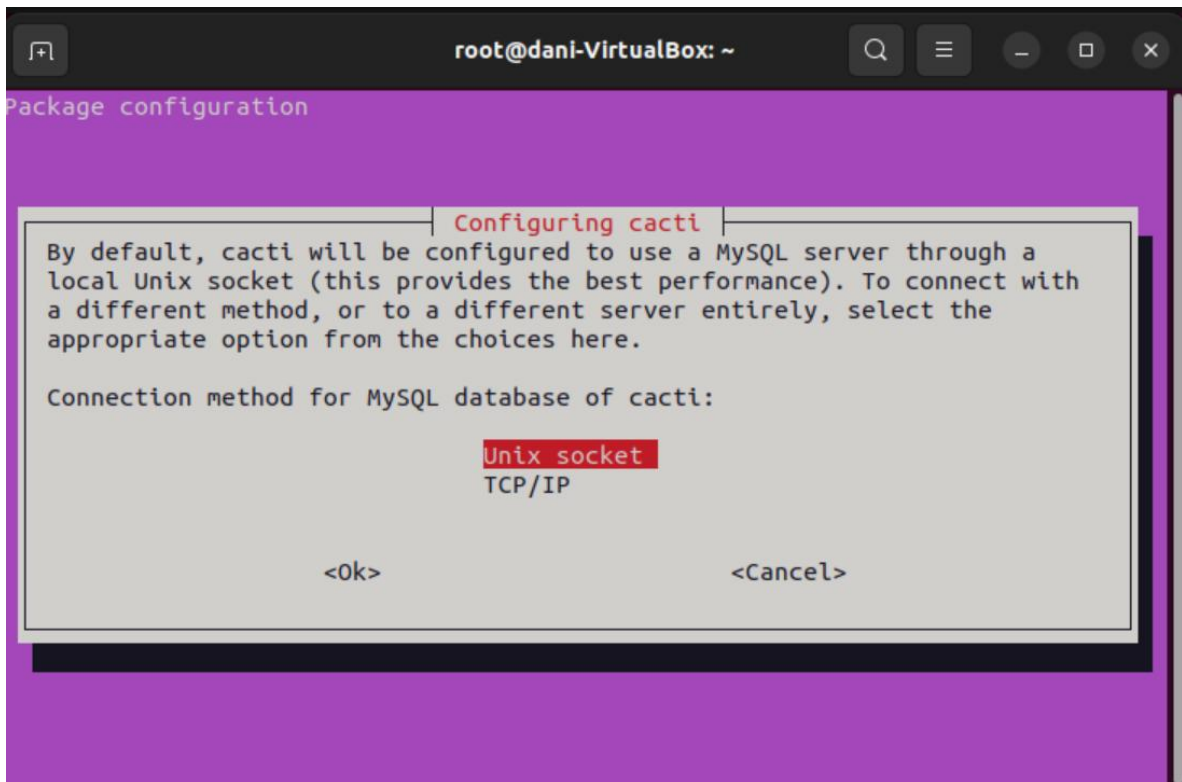 root@dani-VirtualBox: ~
Package configuration
Configuring cacti
By default, cacti will be configured to use a MySQL server through a
local Unix socket (this provides the best performance). To connect with
a different method, or to a different server entirely, select the
appropriate option from the choices here.
Connection method for MySQL database of cacti:
Unix socket
TCP/IP
<Ok> <Cancel>